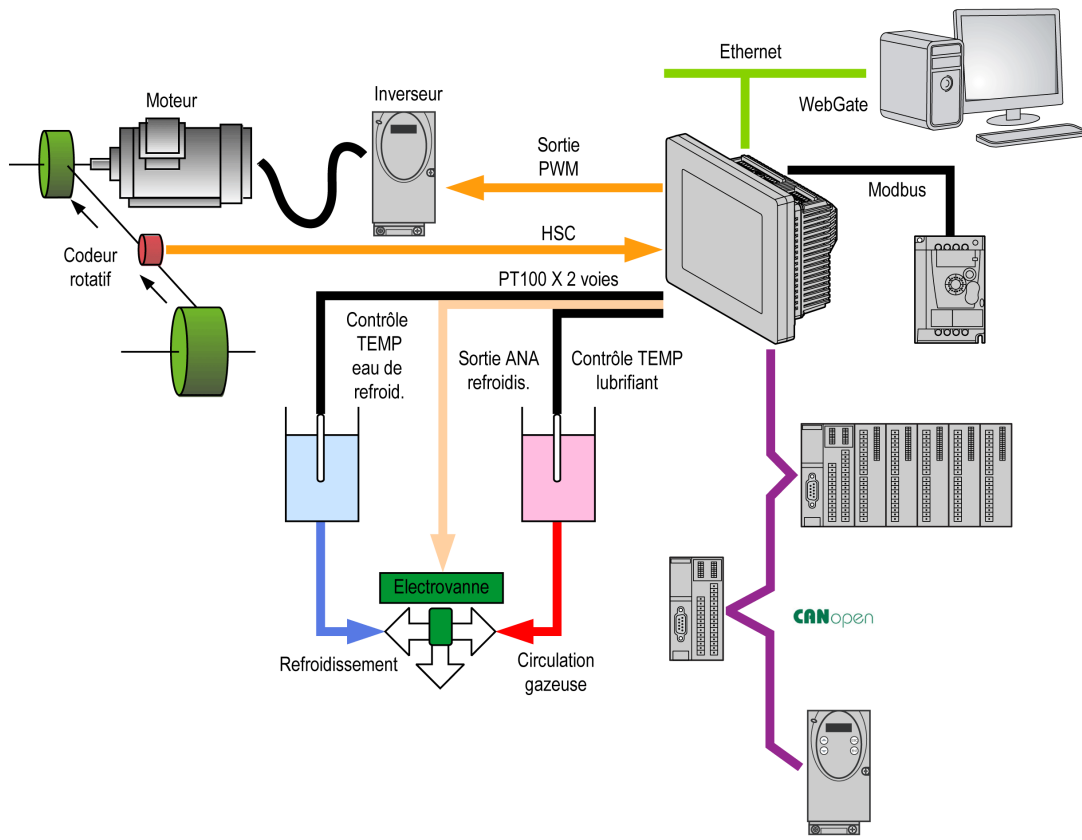 Ethernet
WebGate
Moteur
Inverseur
Sortie
PWM
Modbus
HSC
Codeur
rotatif
PT100 X 2 voies
Contrôle
TEMP
eau de
refroid.
Sortie ANA
refroidis.
Contrôle TEMP
lubrifiant
Electrovanne
CANopen
Refroidissement
Circulation
gazeuse